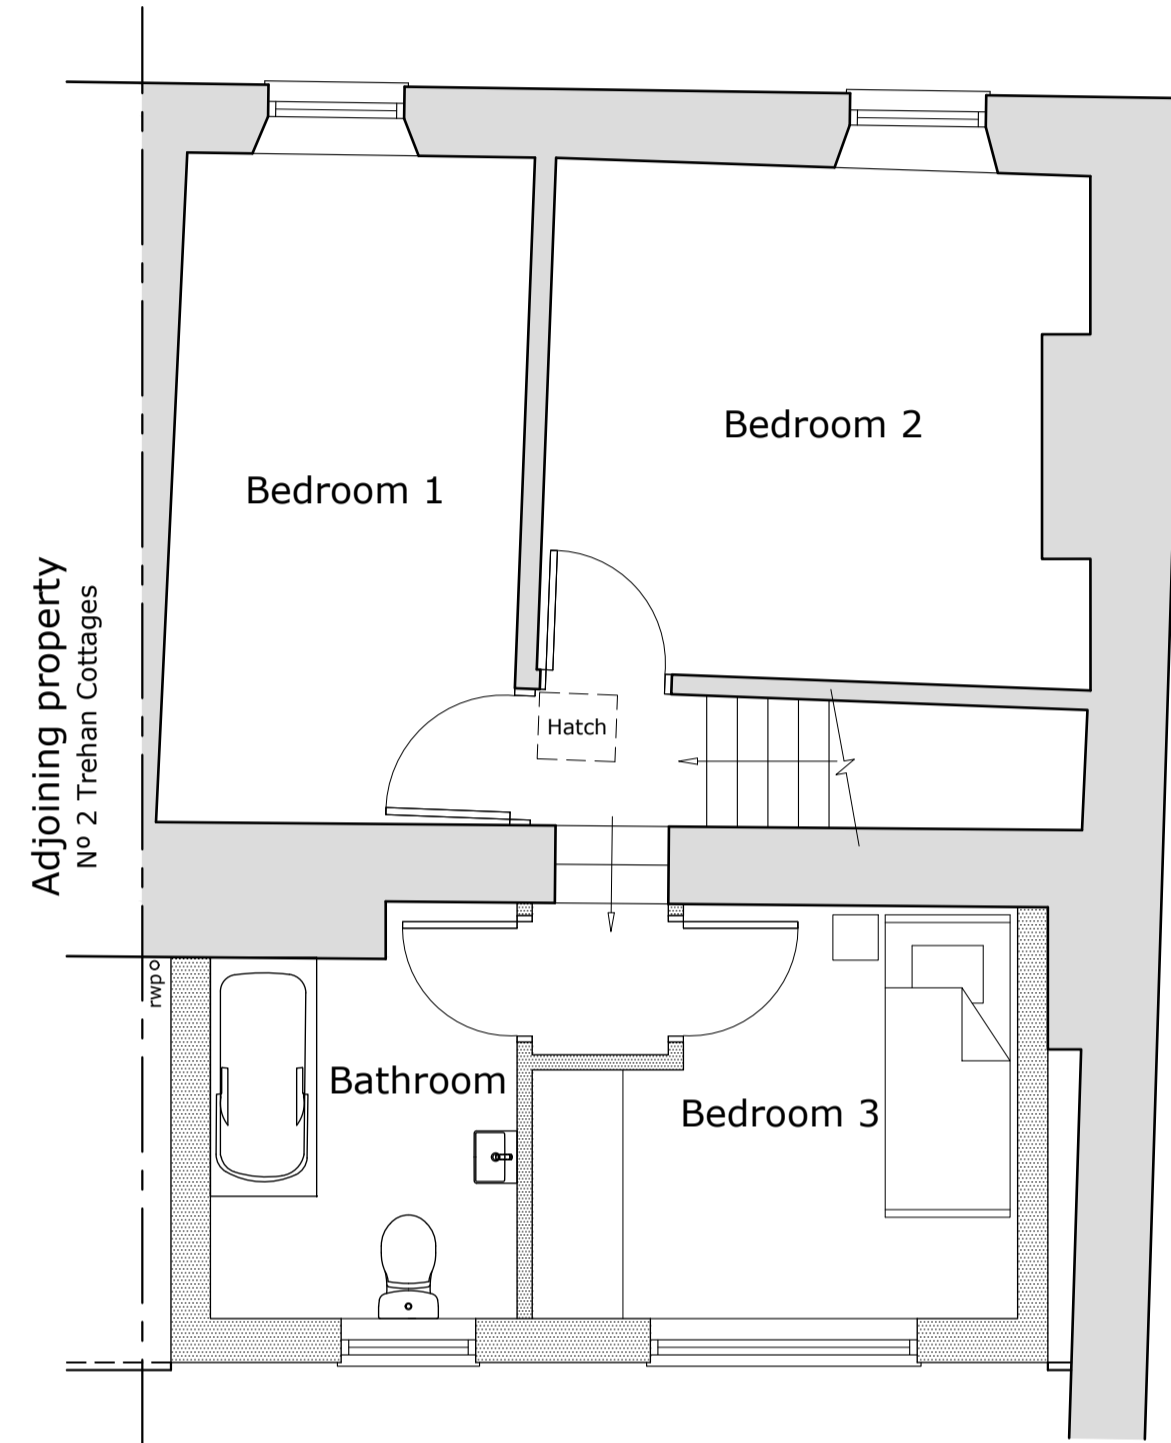 Bedroom 2
Bedroom 1
Adjoining property
Nº 2 Trehan Cottages
Hatch
rwp
Bathroom
Bedroom 3